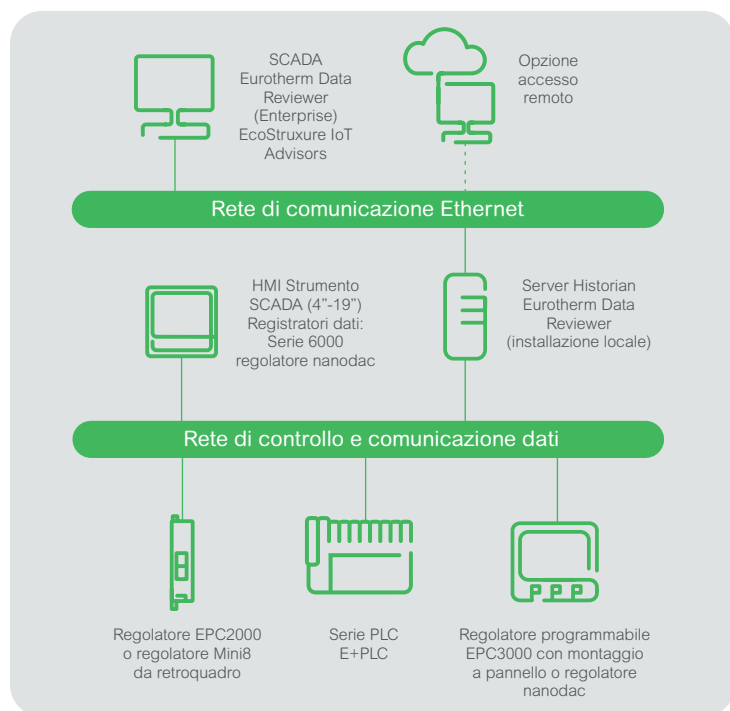 SCADA
Eurotherm Data
Reviewer
(Enterprise)
EcoStruxure IoT
Advisors
Opzione
accesso
remoto
Rete di comunicazione Ethernet
HMI Strumento
SCADA (4”-19”)
Registratori dati:
Serie 6000
regolatore nanodac
Server Historian
Eurotherm Data
Reviewer
(installazione locale)
Rete di controllo e comunicazione dati
Regolatore EPC2000
o regolatore Mini8
da retroquadro
Serie PLC
E+PLC
Regolatore programmabile
EPC3000 con montaggio
a pannello o regolatore
nanodac